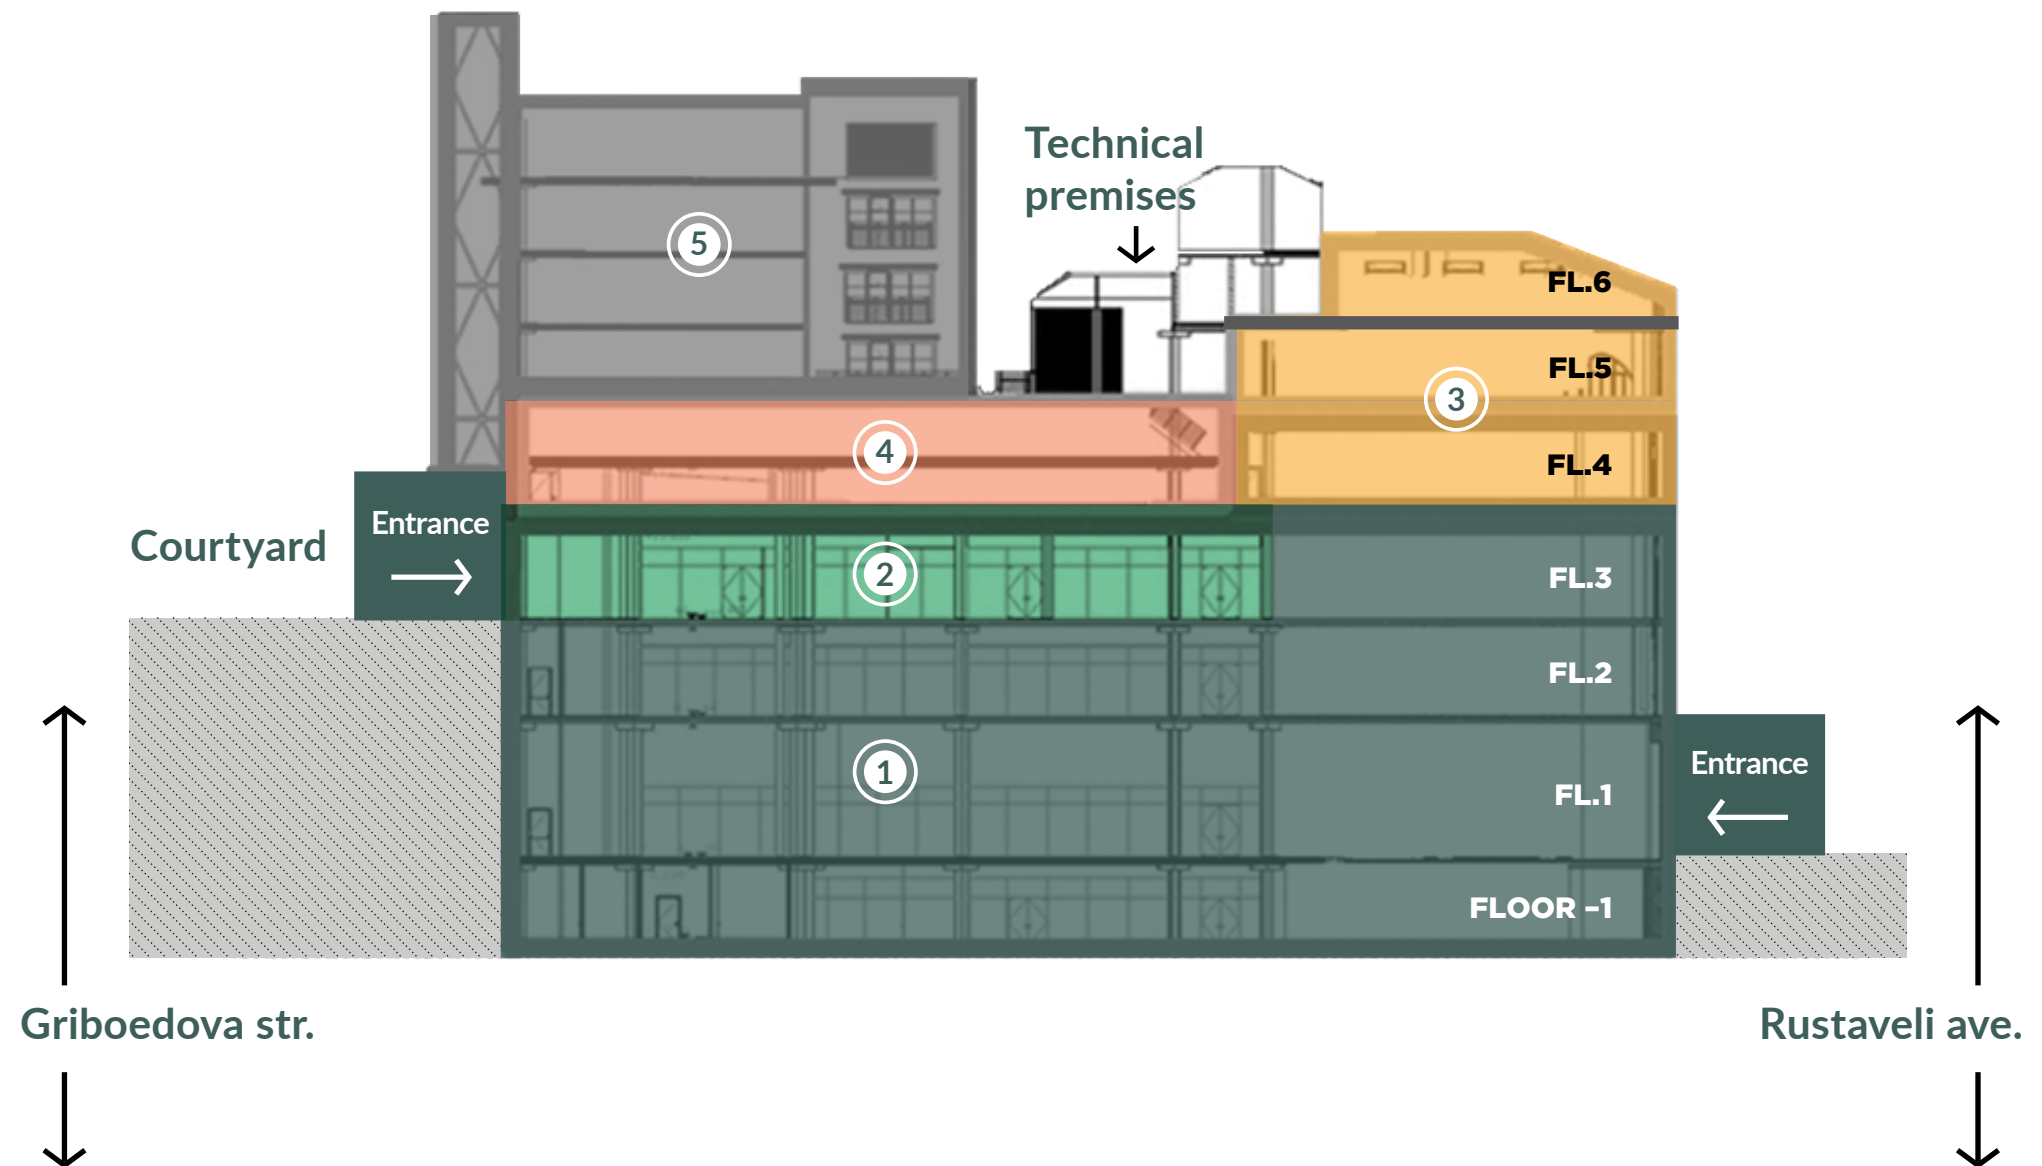 Technical
premises
5
FL.6
FL.5
3
4
FL.4
Entrance
Courtyard
2
FL.3
FL.2
1
FL.1
Entrance
FLOOR -1
Griboedova str.
Rustaveli ave.